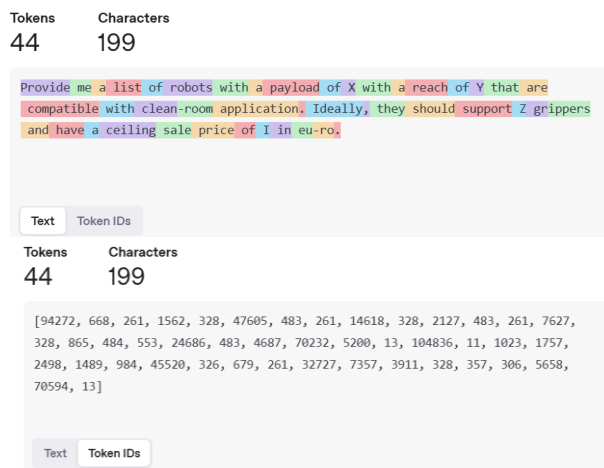 Tokens Characters
44 199
Provide me a list of robots with a payload of X with a reach of Y that are
compatible with clean-room application. Ideally, they should support Z grippers
and have a ceiling sale price of I in eu-ro.
Text Token IDs
Tokens Characters
44 199
[94272, 668, 261, 1562, 328, 47605, 483, 261, 14618, 328, 2127, 483, 261, 7627,
328, 865, 484, 553, 24686, 483, 4687, 70232, 5200, 13, 104836, 11, 1023, 1757,
2498, 1489, 984, 45520, 326, 679, 261, 32727, 7357, 3911, 328, 357, 306, 5658,
70594, 13]
Text Token IDs